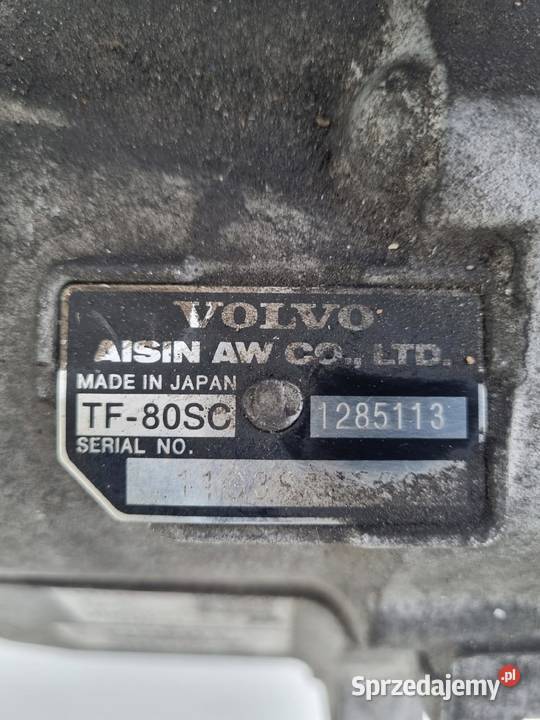 VOLVO
AISIN AW CO., LTD.
MADE IN JAPAN
TF-80SC 1285113
SERIAL NO.
Sprzedajemy.pl